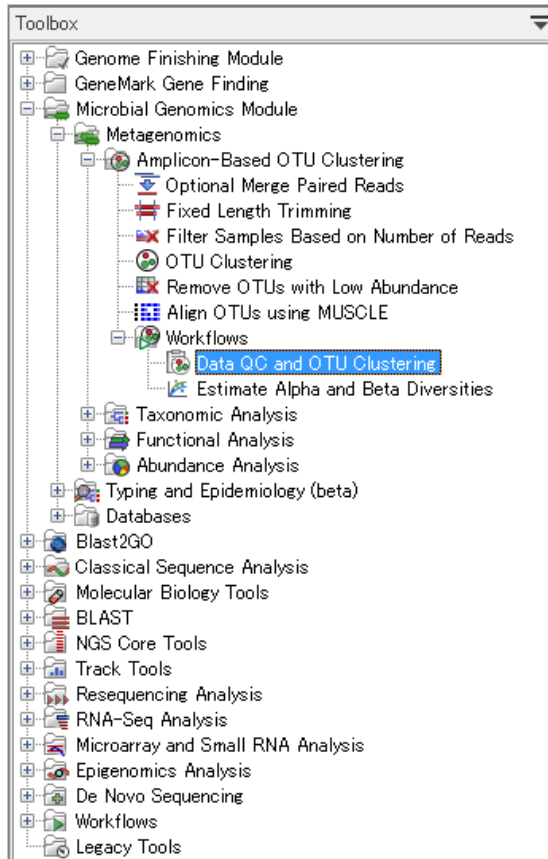 Toolbox
Genome Finishing Module
GeneMark Gene Finding
Microbial Genomics Module
Metagenomics
Amplicon-Based OTU Clustering
Optional Merge Paired Reads
Fixed Length Trimming
Filter Samples Based on Number of Reads
OTU Clustering
Remove OTUs with Low Abundance
Align OTUs using MUSCLE
Workflows
Data QC and OTU Clustering
Estimate Alpha and Beta Diversities
Taxonomic Analysis
Functional Analysis
Abundance Analysis
Typing and Epidemiology (beta)
Databases
Blast2GO
Classical Sequence Analysis
Molecular Biology Tools
BLAST
NGS Core Tools
Track Tools
Resequencing Analysis
RNA-Seq Analysis
Microarray and Small RNA Analysis
Epigenomics Analysis
De Novo Sequencing
Workflows
Legacy Tools